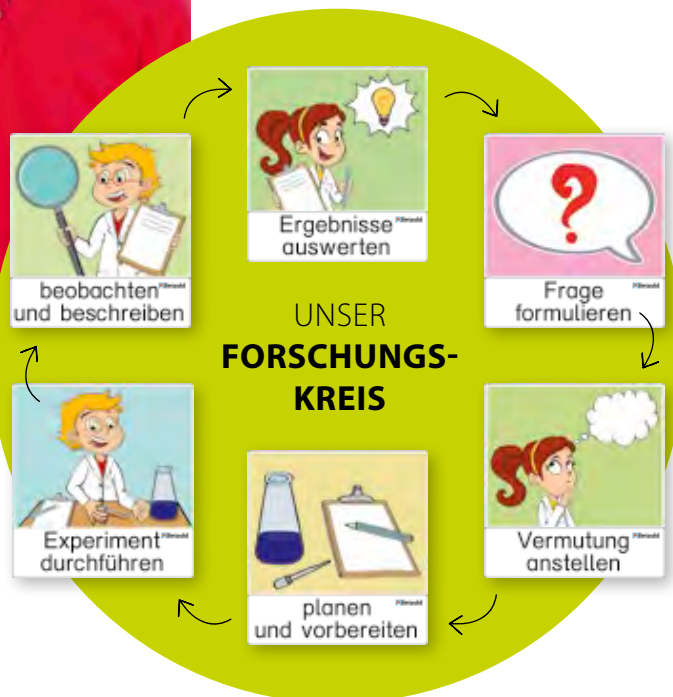 Ergebnisse
auswerten
Frage
formulieren
Vermutung
anstellen
planen
und vorbereiten
Experiment
durchführen
beobachten
und beschreiben
UNSER
FORSCHUNGS-
KREIS
?